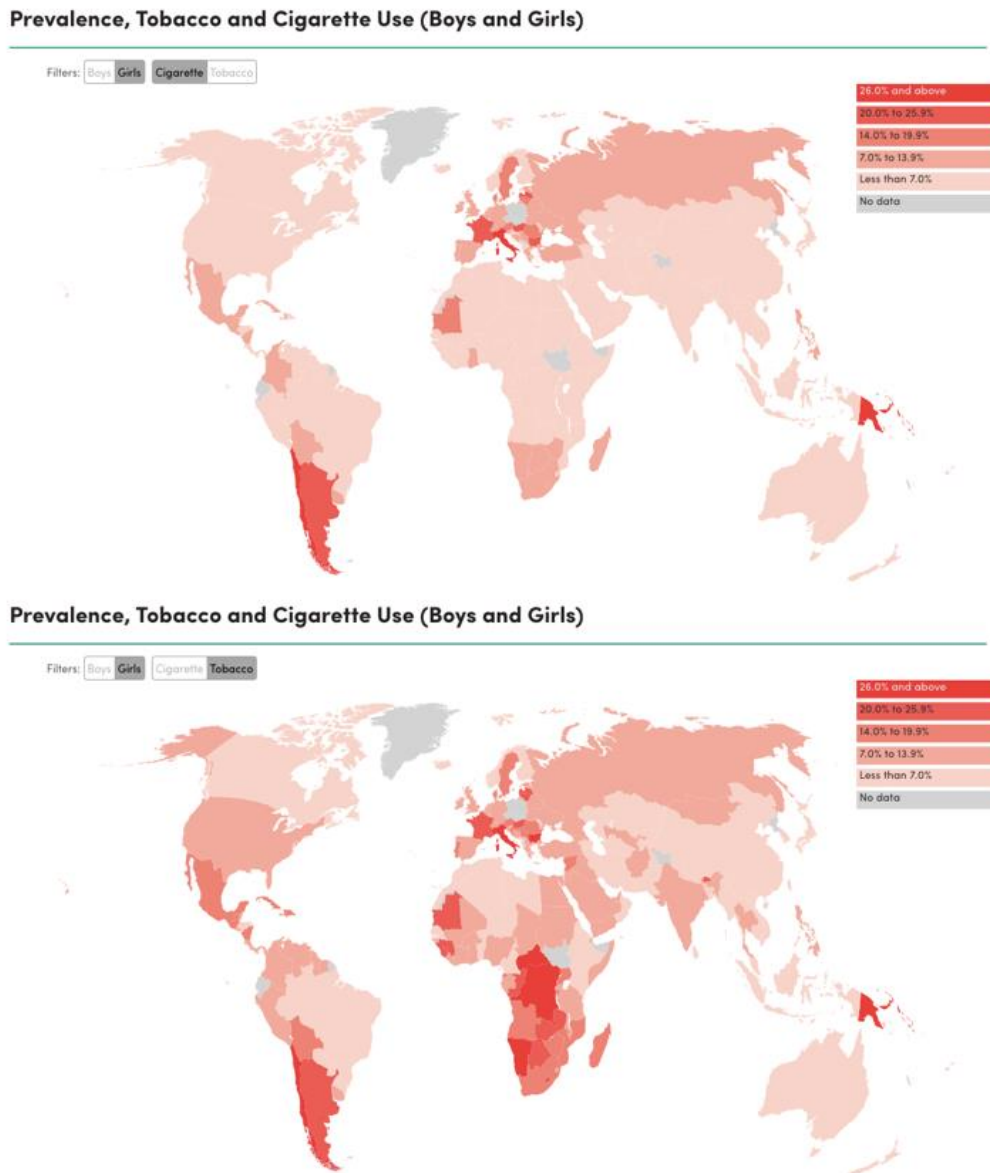 Prevalence, Tobacco and Cigarette Use (Boys and Girls)
Filters: Boys Girls Cigarette Tobacco
26.0% and above
20.0% to 25.9%
14.0% to 19.9%
7.0% to 13.9%
Less than 7.0%
No data
Prevalence, Tobacco and Cigarette Use (Boys and Girls)
Filters: Boys Girls Cigarette Tobacco
26.0% and above
20.0% to 25.9%
14.0% to 19.9%
7.0% to 13.9%
Less than 7.0%
No data